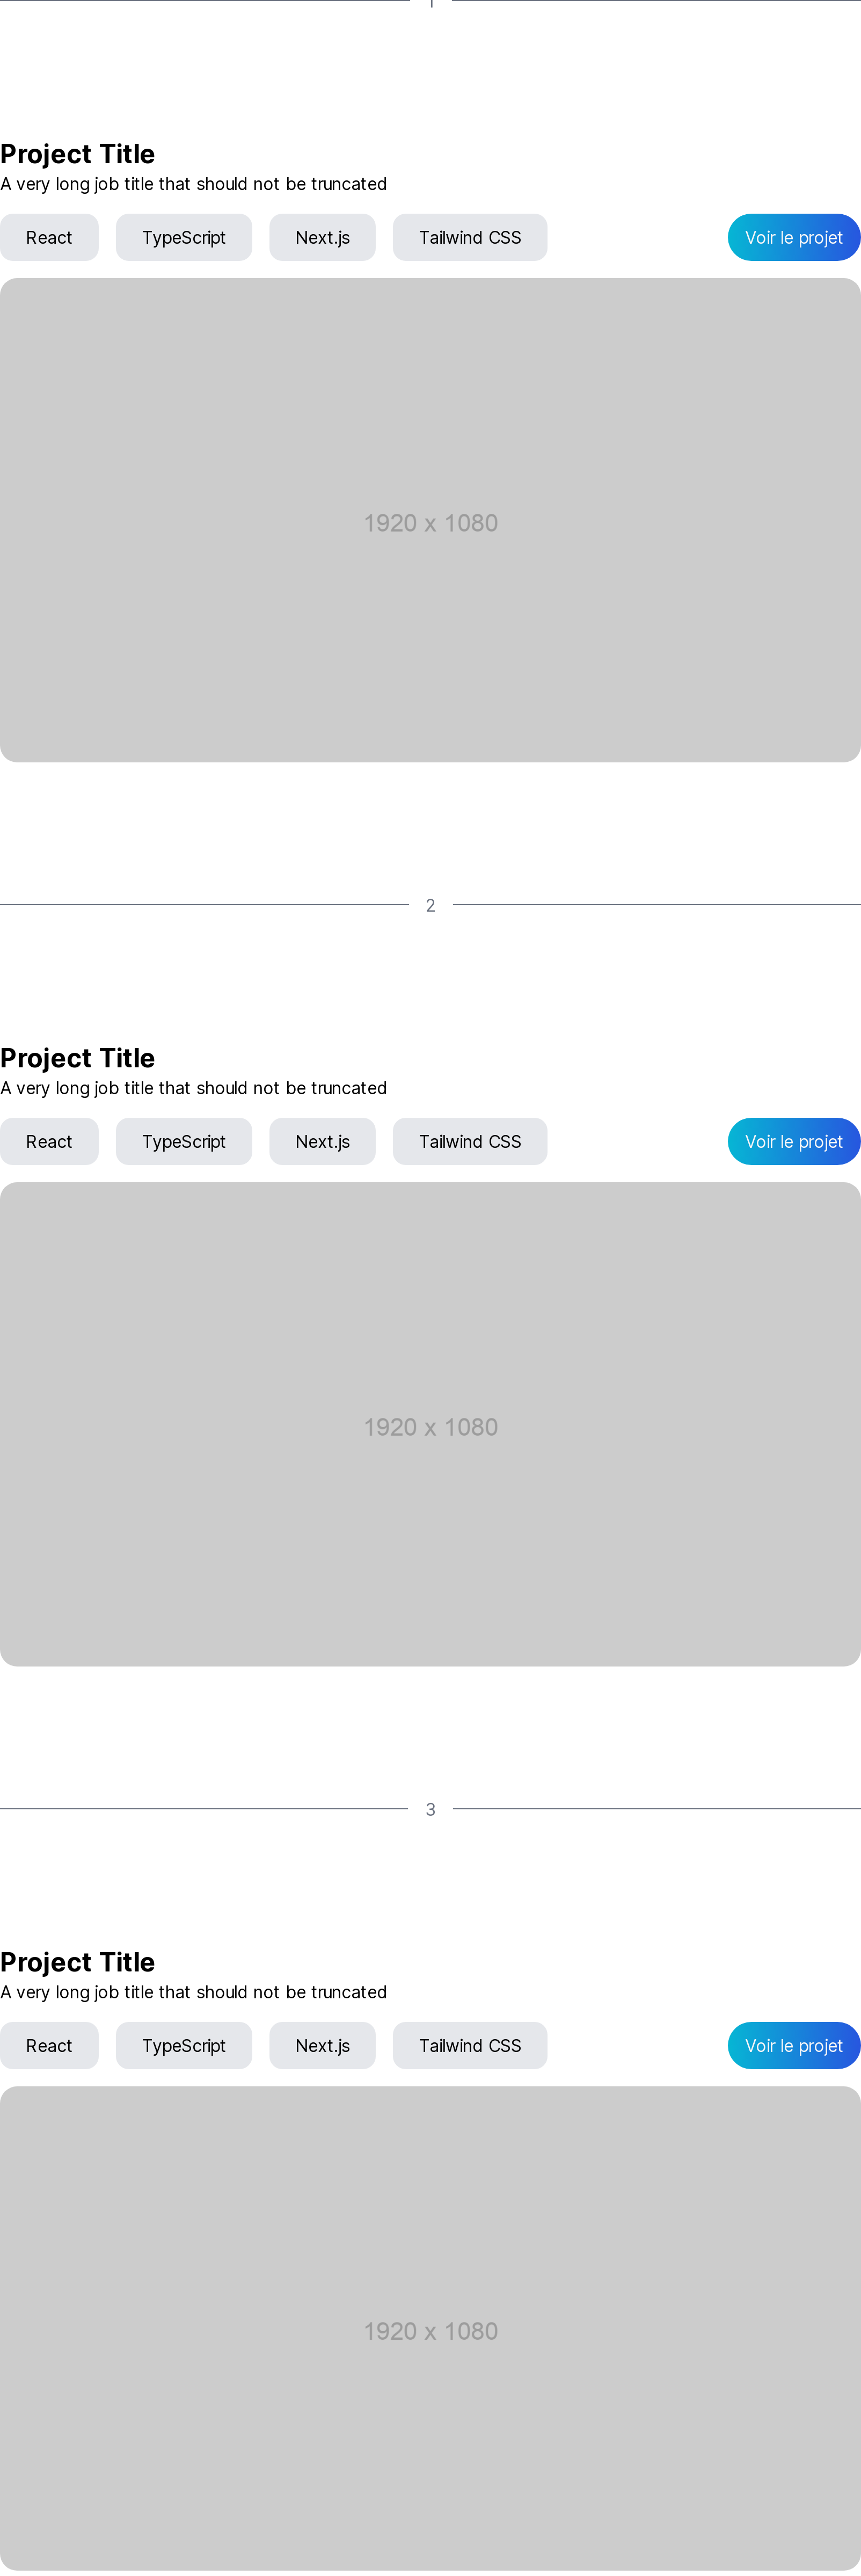 Project Title
A very long job title that should not be truncated
React TypeScript Next.js Tailwind CSS Voir le projet
1920 x 1080
2
Project Title
A very long job title that should not be truncated
React TypeScript Next.js Tailwind CSS Voir le projet
1920 x 1080
3
Project Title
A very long job title that should not be truncated
React TypeScript Next.js Tailwind CSS Voir le projet
1920 x 1080